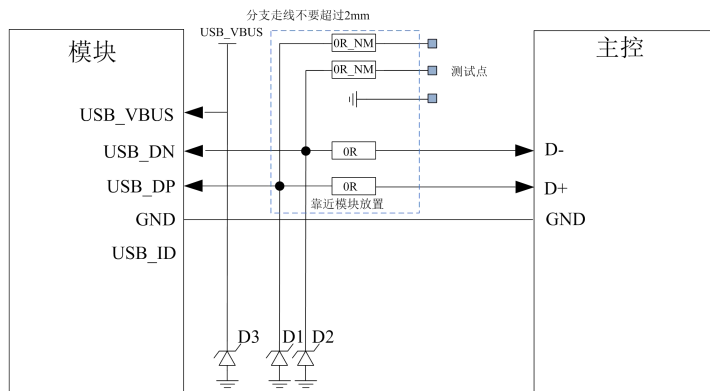 分支走线不要超过2mm
USB_VBUS
模块
0R_NM
主控
0R_NM
测试点
USB_VBUS
USB_DN
0R
D-
USB_DP
0R
D+
靠近模块放置
GND
GND
USB_ID
D3
D1
D2